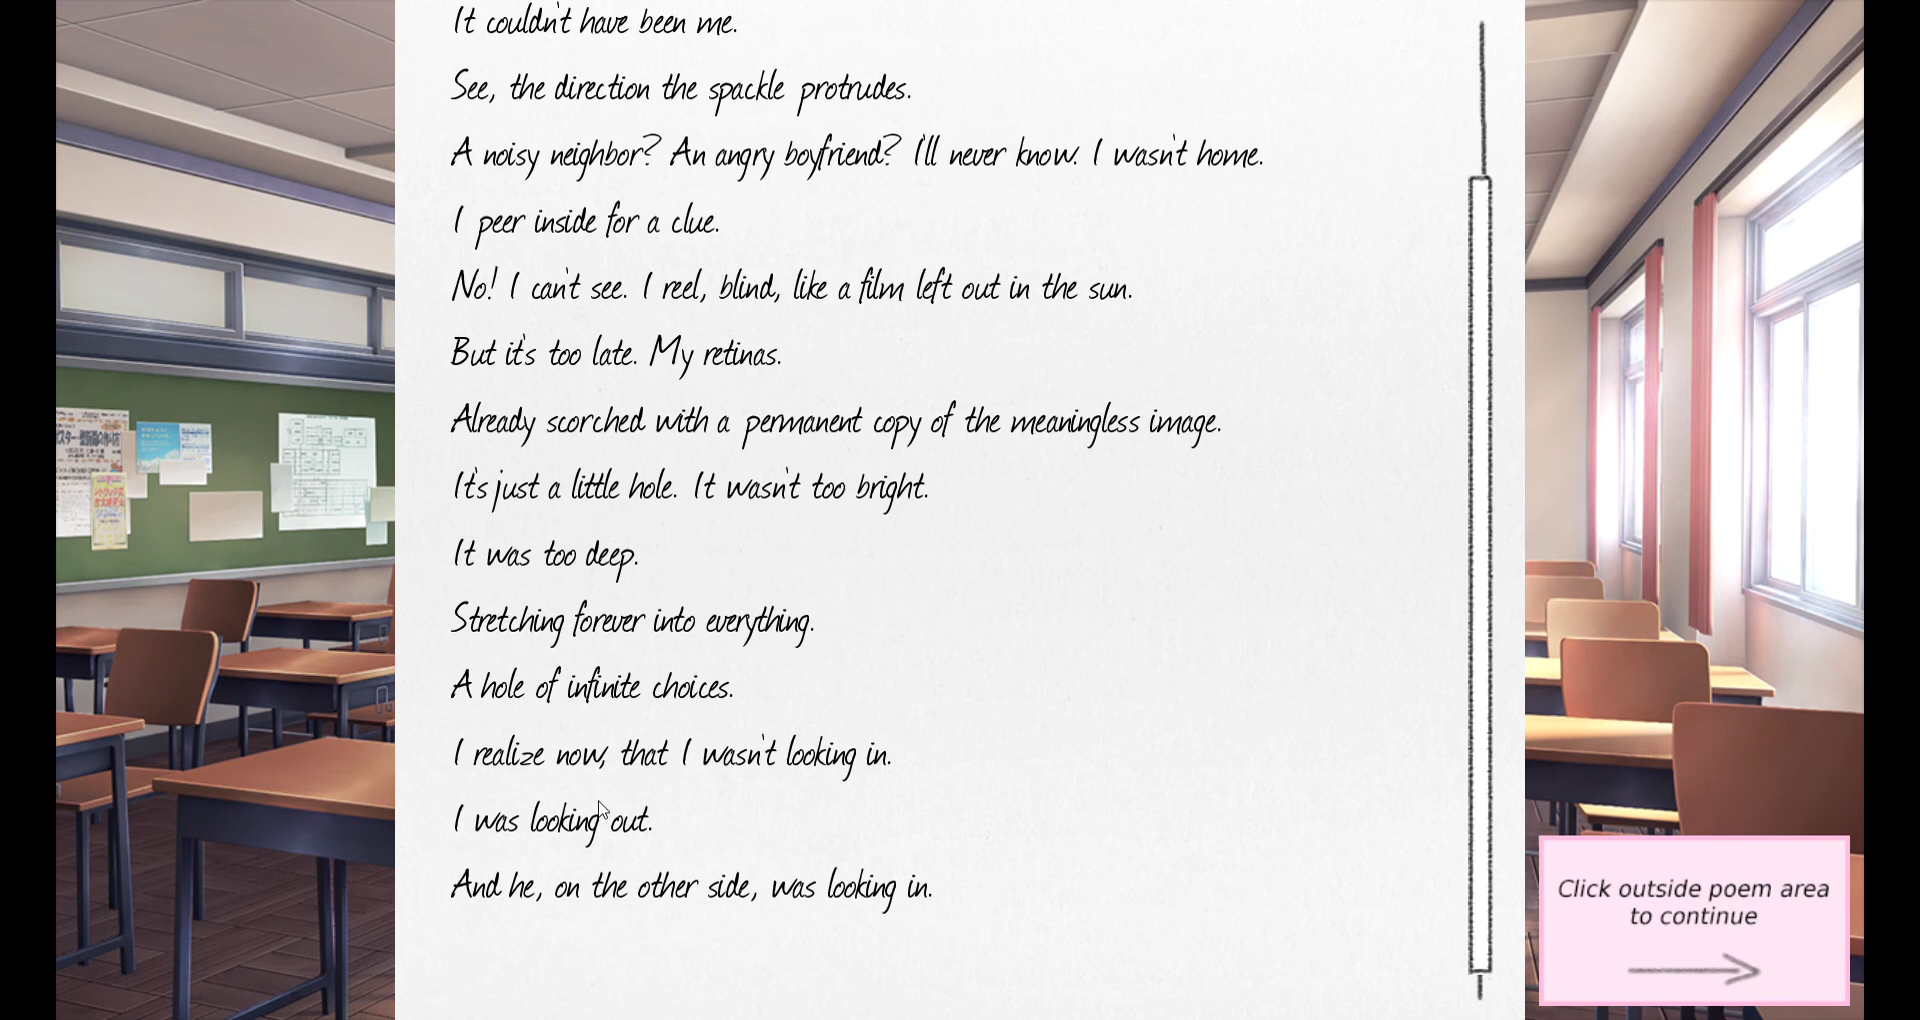 It couldn't have been me.
See, the direction the spackle protrudes.
A noisy neighbor? An angry boyfriend? I'll never know. I wasn't home.
I peer inside for a clue.
No! I can't see. I reel, blind, like a film left out in the sun.
But it's too late. My retinas.
Already scorched with a permanent copy of the meaningless image.
It's just a little hole. It wasn't too bright.
It was too deep.
Stretching forever into everything.
A hole of infinite choices.
I realize now, that I wasn't looking in.
I was looking out.
And he, on the other side, was looking in.
Click outside poem area
to continue